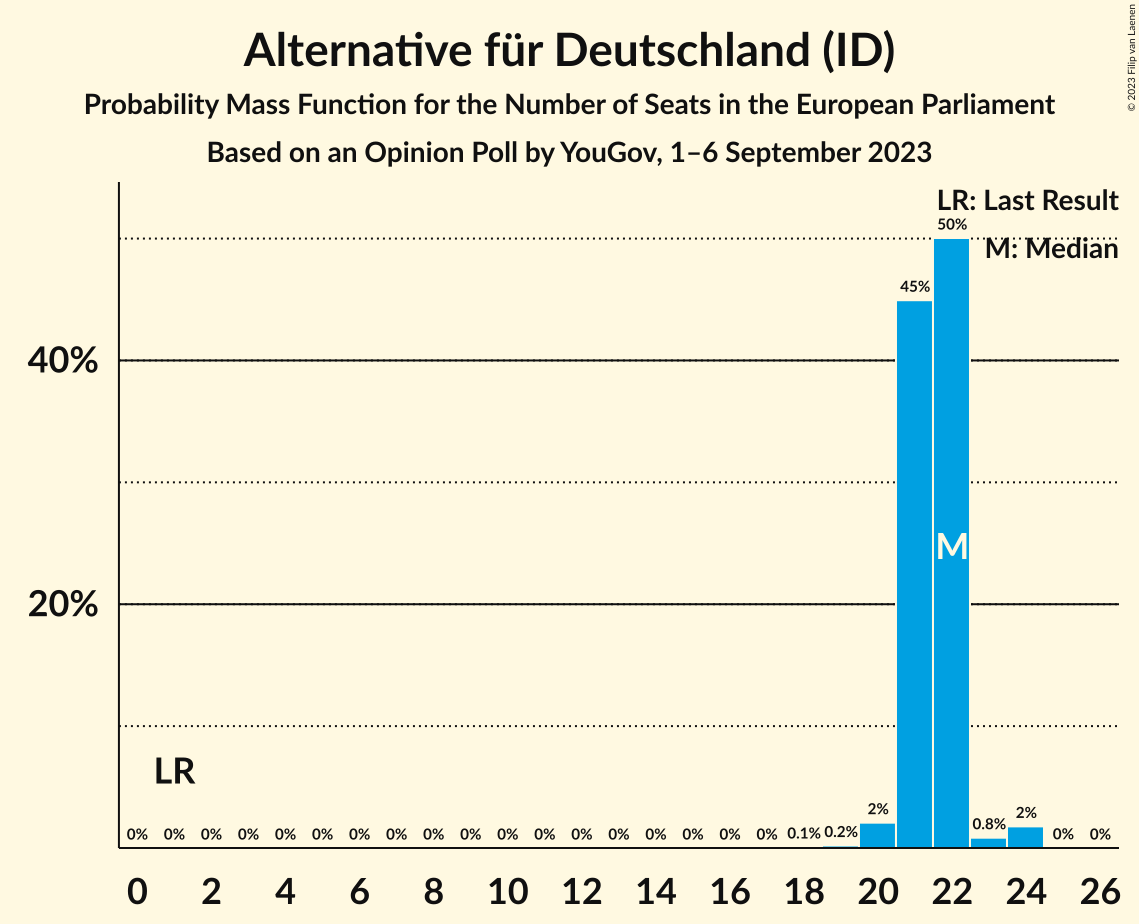 Alternative für Deutschland (ID)
Probability Mass Function for the Number of Seats in the European Parliament
Based on an Opinion Poll by YouGov, 1–6 September 2023
© 2023 Filip van Laenen
LR: Last Result
M: Median
50%
45%
40%
20%
M
LR
0% 0% 0% 0% 0% 0% 0% 0% 0% 0% 0% 0% 0% 0% 0% 0% 0% 0% 0.1% 0.2% 2% 0.8% 2% 0% 0%
0 2 4 6 8 10 12 14 16 18 20 22 24 26